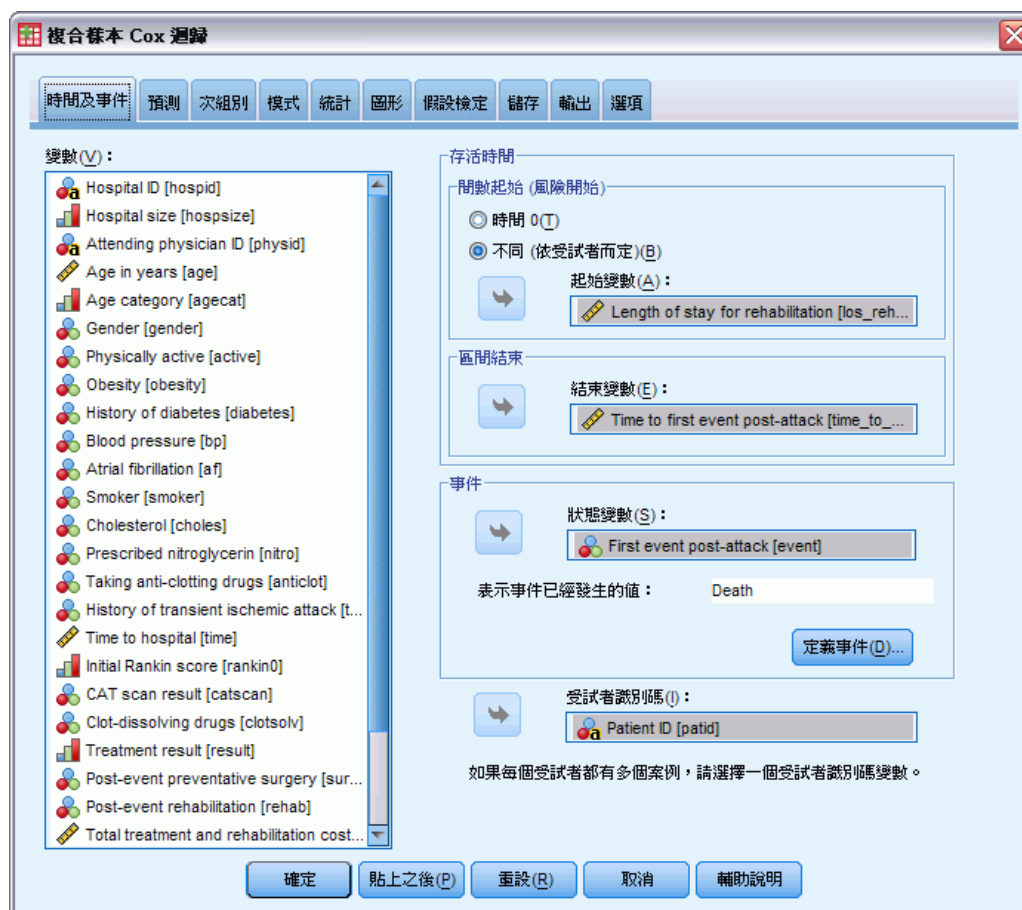 複合樣本 Cox 迴歸
時間及事件 預測 次組別 模式 統計 圖形 假設檢定 儲存 輸出 選項
變數(V)：
Hospital ID [hospid]
Hospital size [hospsize]
Attending physician ID [physid]
Age in years [age]
Age category [agecat]
Gender [gender]
Physically active [active]
Obesity [obesity]
History of diabetes [diabetes]
Blood pressure [bp]
Atrial fibrillation [af]
Smoker [smoker]
Cholesterol [choles]
Prescribed nitroglycerin [nitro]
Taking anti-clotting drugs [anticlot]
History of transient ischemic attack [t...
Time to hospital [time]
Initial Rankin score [rankin0]
CAT scan result [catscan]
Clot-dissolving drugs [clotsolv]
Treatment result [result]
Post-event preventative surgery [sur...
Post-event rehabilitation [rehab]
Total treatment and rehabilitation cost...
存活時間
間數起始 (風險開始)
時間 0(T)
不同 (依受試者而定)(B)
起始變數(A)：
Length of stay for rehabilitation [los_reh...
區間結束
結束變數(E)：
Time to first event post-attack [time_to_...
事件
狀態變數(S)：
First event post-attack [event]
表示事件已經發生的值： Death
定義事件(D)...
受試者識別碼(I)：
Patient ID [patid]
如果每個受試者都有多個案例，請選擇一個受試者識別碼變數。
確定 貼上之後(P) 重設(R) 取消 輔助說明